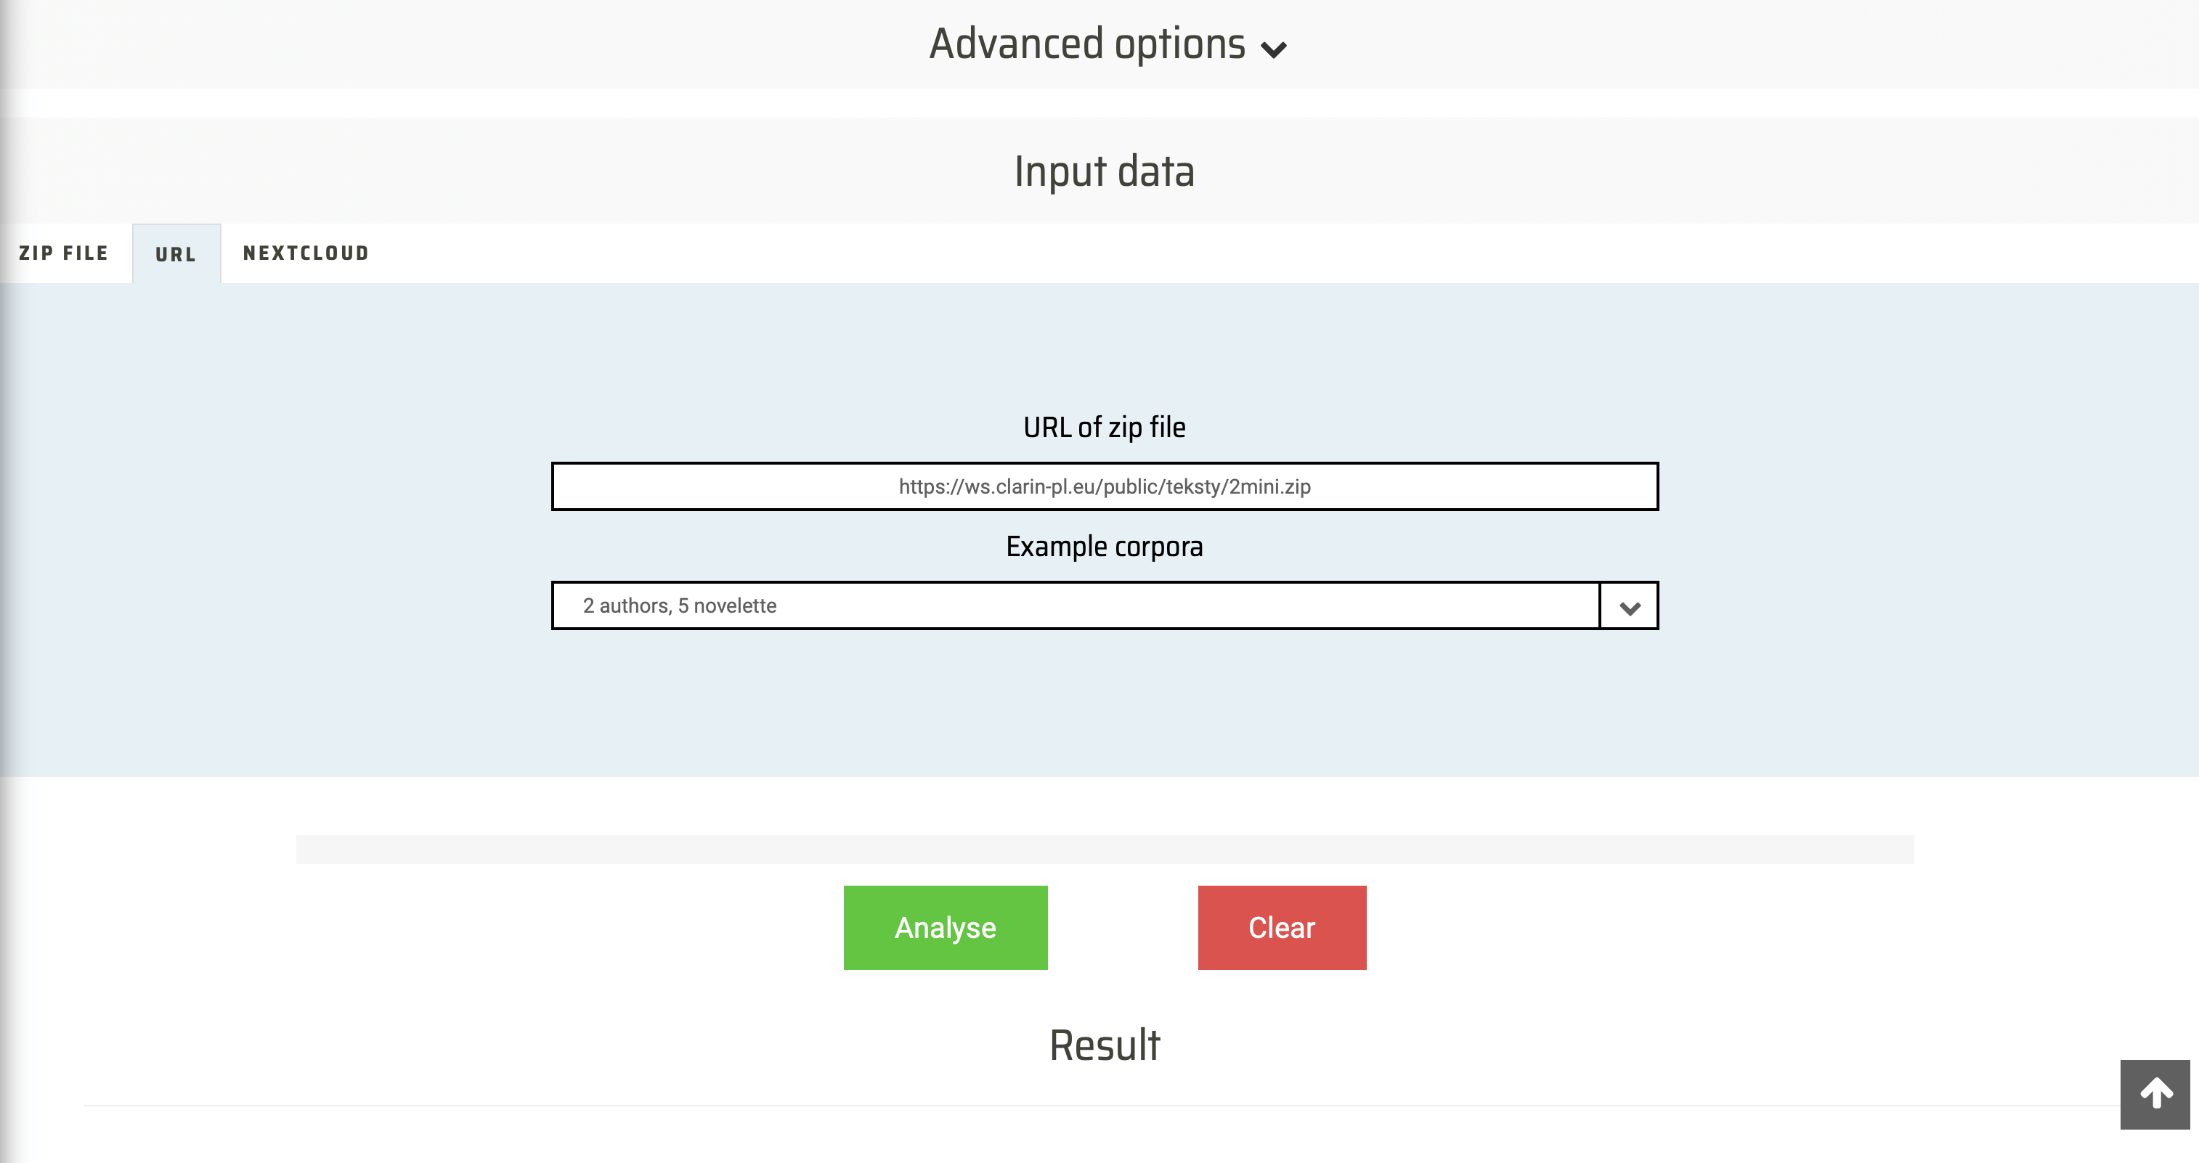 Advanced options
Input data
ZIP FILE URL NEXTCLOUD
URL of zip file
https://ws.clarin-pl.eu/public/teksty/2mini.zip
Example corpora
2 authors, 5 novelette
Analyse Clear
Result